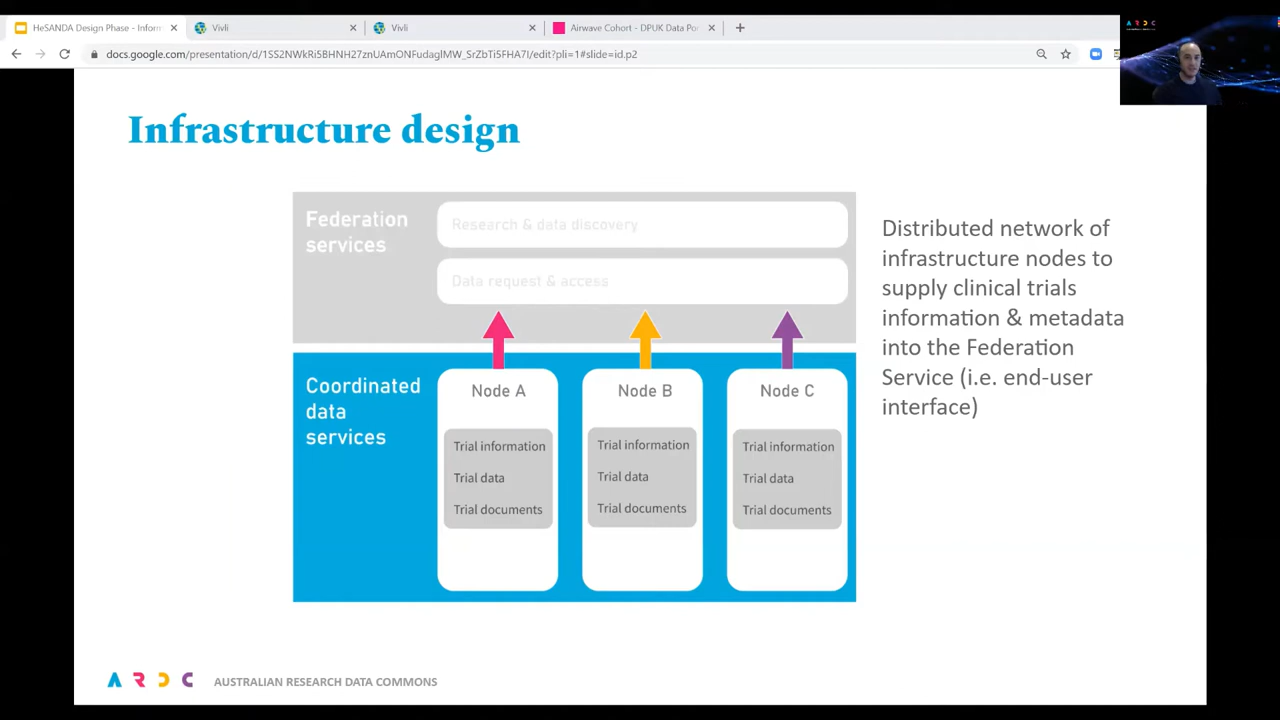 HeSANDA Design Phase - Inform
Vivli
Vivli
Airwave Cohort - DPUK Data Por
docs.google.com/presentation/d/1SS2NWkRi5BHNH27znUAmONFudaglMW_SrZbTi5FHA7I/edit?pli=1#slide=id.p2
ARDC
Infrastructure design
Federation
services
Research & data discovery
Data request & access
Coordinated
data
services
Node A
Trial information
Trial data
Trial documents
Node B
Trial information
Trial data
Trial documents
Node C
Trial information
Trial data
Trial documents
Distributed network of
infrastructure nodes to
supply clinical trials
information & metadata
into the Federation
Service (i.e. end-user
interface)
ARDC AUSTRALIAN RESEARCH DATA COMMONS